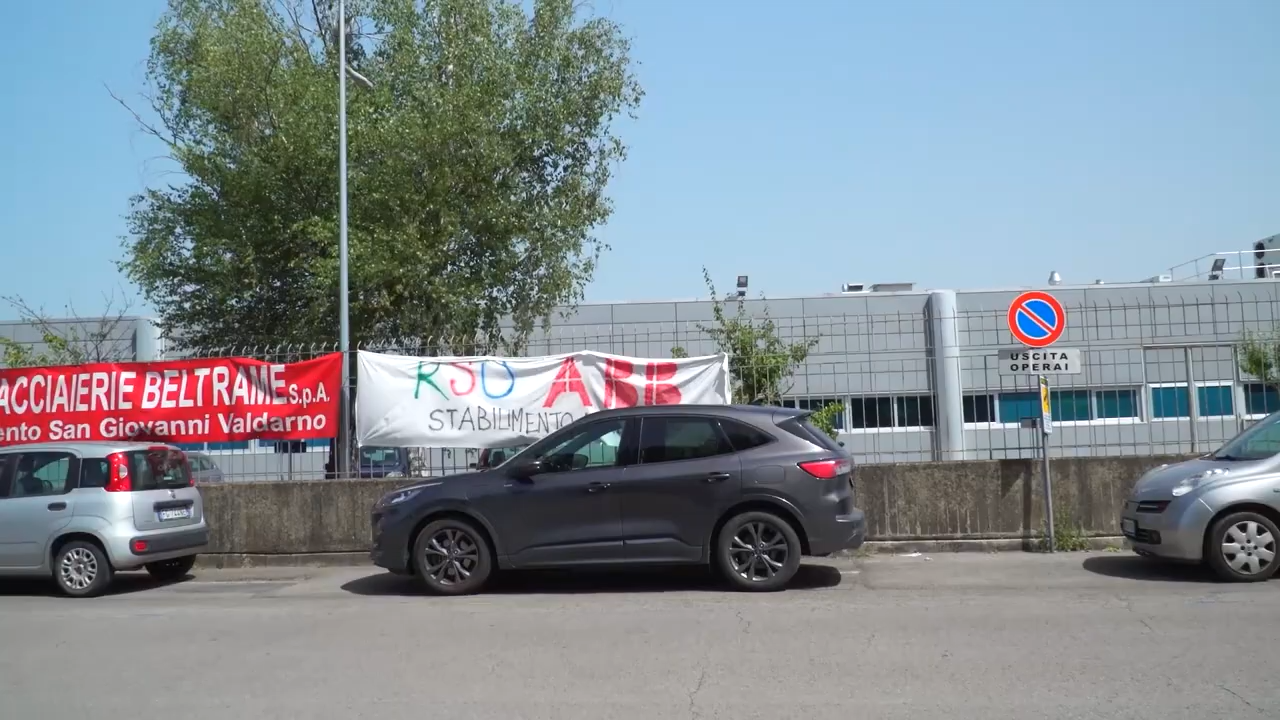 ACCIAIERIE BELTRAME S.p.A.
ento San Giovanni Valdarno
RSU ABB
STABILIMENTO
USCITA
OPERAI